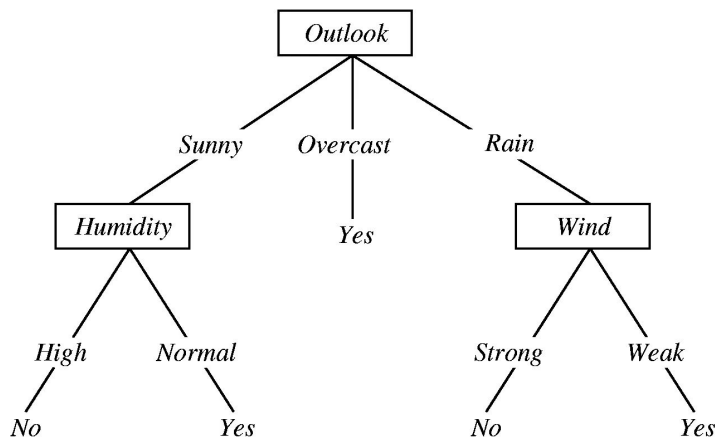 Outlook
Sunny Overcast Rain
Humidity Yes Wind
High Normal Strong Weak
No Yes No Yes